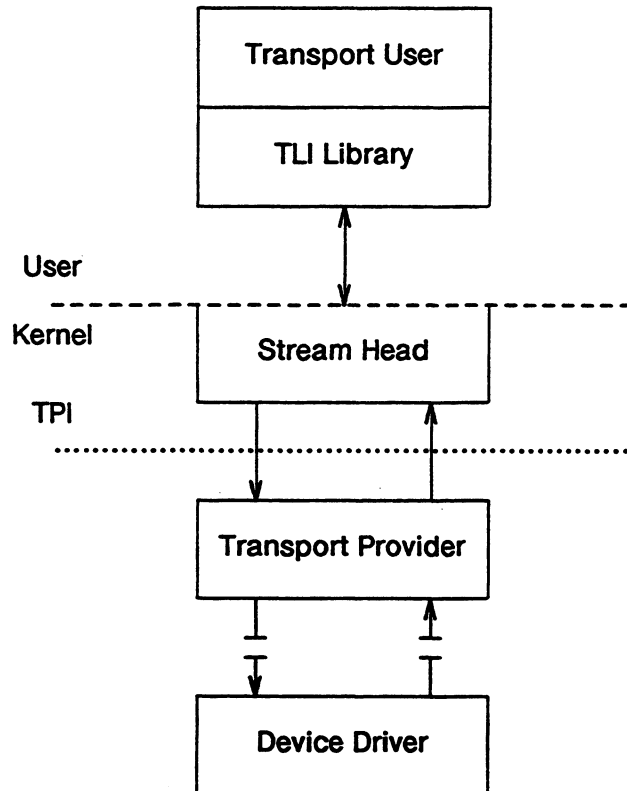 Transport User
TLI Library
User
Kernel
Stream Head
TPI
Transport Provider
Device Driver